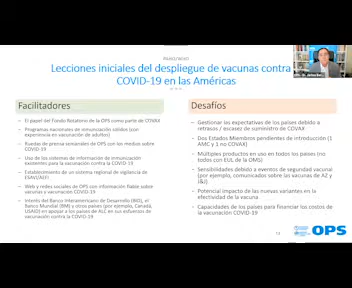 Lecciones iniciales del despliegue de vacunas contra
COVID-19 en las Américas
Facilitadores
El papel del Fondo Rotatorio de la OPS como parte de COVAX
Programas nacionales de inmunización sólidos (con
experiencia en vacunación de adultos)
Ruedas de prensa semanales de OPS con los medios sobre
COVID-19
Uso de los sistemas de información de inmunización
existentes para la vacunación contra la COVID-19
Establecimiento de un sistema regional de vigilancia de
Web y redes sociales de OPS con información fiable sobre
vacunas y vacunación COVID-19
Interés del Banco Interamericano de Desarrollo (BID), el
Banco Mundial (BM) y otros países (por ejemplo, Canadá,
USAID) en apoyar a los países de ALC en sus esfuerzos de
vacunación contra la COVID-19
Desafíos
Gestionar las expectativas de los países debido a
retrasos / escasez de suministro de COVAX
Dos Estados Miembros pendientes de introducción (1
AMC y 1 no COVAX)
Multiples productos en uso en todos países (no
todos con EUL de la OMS)
Sensibilidades debido a eventos de seguridad vacunal
(por ejemplo, comunicados sobre las vacunas de AZ y
J&J)
Potencial impacto de las nuevas variantes en la
efectividad de la vacuna
Capacidades de los países para financiar los costos de
la vacunación COVID-19
OPS